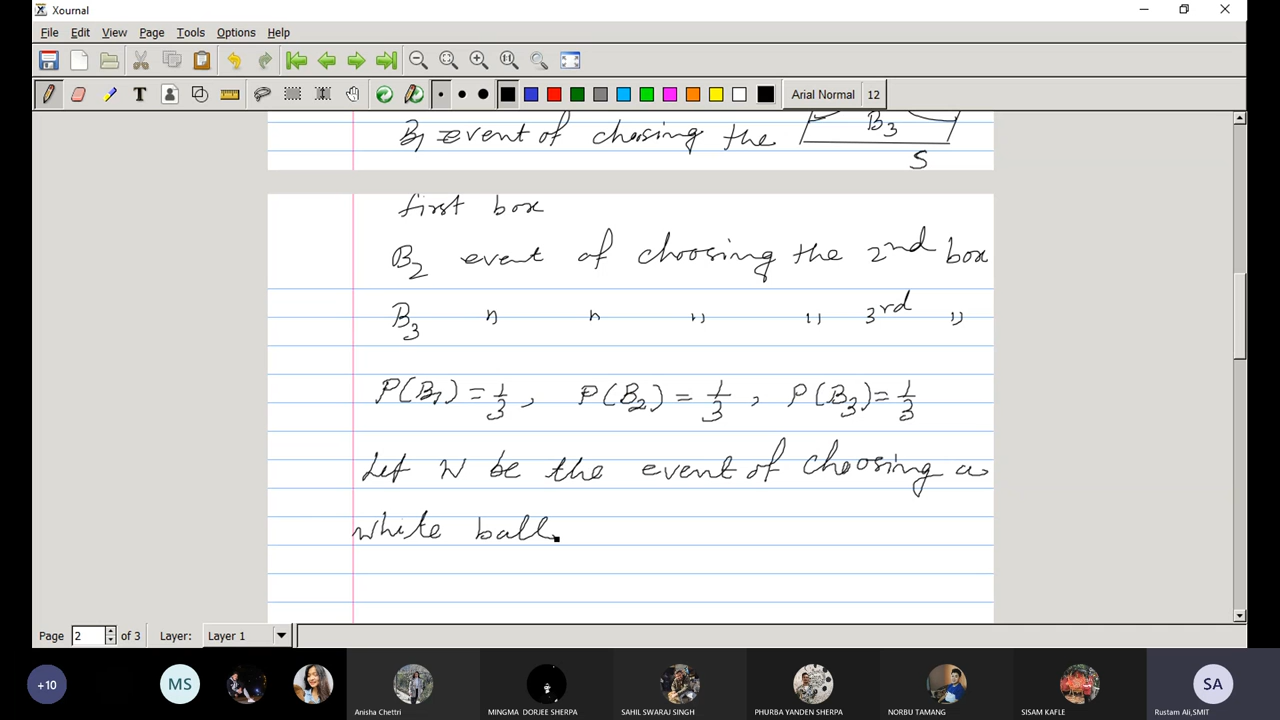 Xournal
File Edit View Page Tools Options Help
Arial Normal 12
B1 event of choosing the
B3
S
first box
B2 event of choosing the 2nd box
B3 " " " " 3rd "
P(B1) = 1/3, P(B2) = 1/3, P(B3) = 1/3
Let W be the event of choosing a
white ball.
Page 2 of 3 Layer: Layer 1
+10
MS
Anisha Chettri
MINGMA DORJEE SHERPA
SAHIL SWARAJ SINGH
PHURBA YANDEN SHERPA
NORBU TAMANG
SISAM KAFLE
SA
Rustam Ali,SMIT